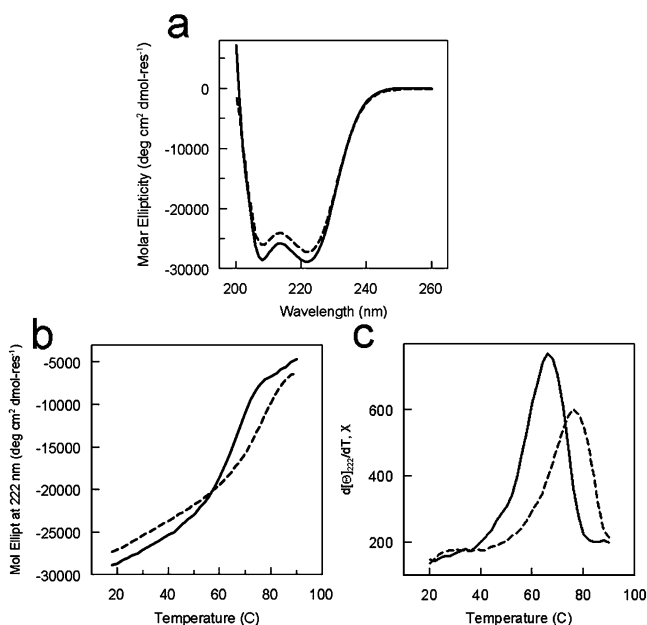 a
Molar Ellipticity (deg cm² dmol-res⁻¹)
0
-10000
-20000
-30000
200 220 240 260
Wavelength (nm)
b
Mol Ellipt at 222 nm (deg cm² dmol-res⁻¹)
-5000
-10000
-15000
-20000
-25000
-30000
20 40 60 80 100
Temperature (C)
c
d[Θ]₂₂₂/dT, X
600
400
200
20 40 60 80 100
Temperature (C)